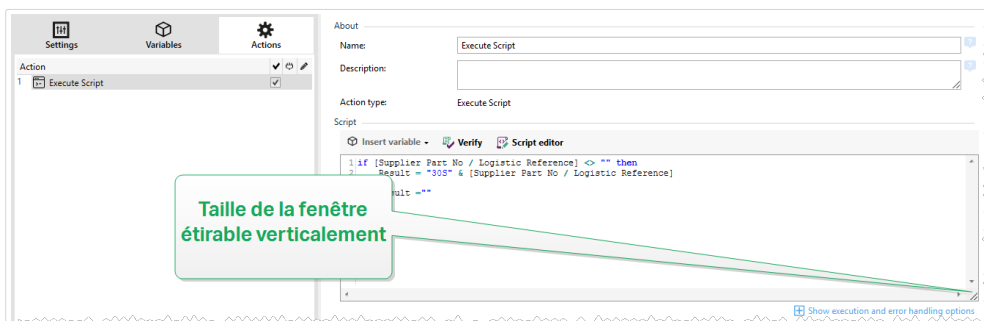 Settings
Variables
Actions
Action
1 Execute Script
About
Name: Execute Script
Description:
Action type: Execute Script
Script
Insert variable Verify Script editor
1 if [Supplier Part No / Logistic Reference] <> "" then
2 Result = "30S" & [Supplier Part No / Logistic Reference]
=""
Taille de la fenêtre
étirable verticalement
Show execution and error handling options